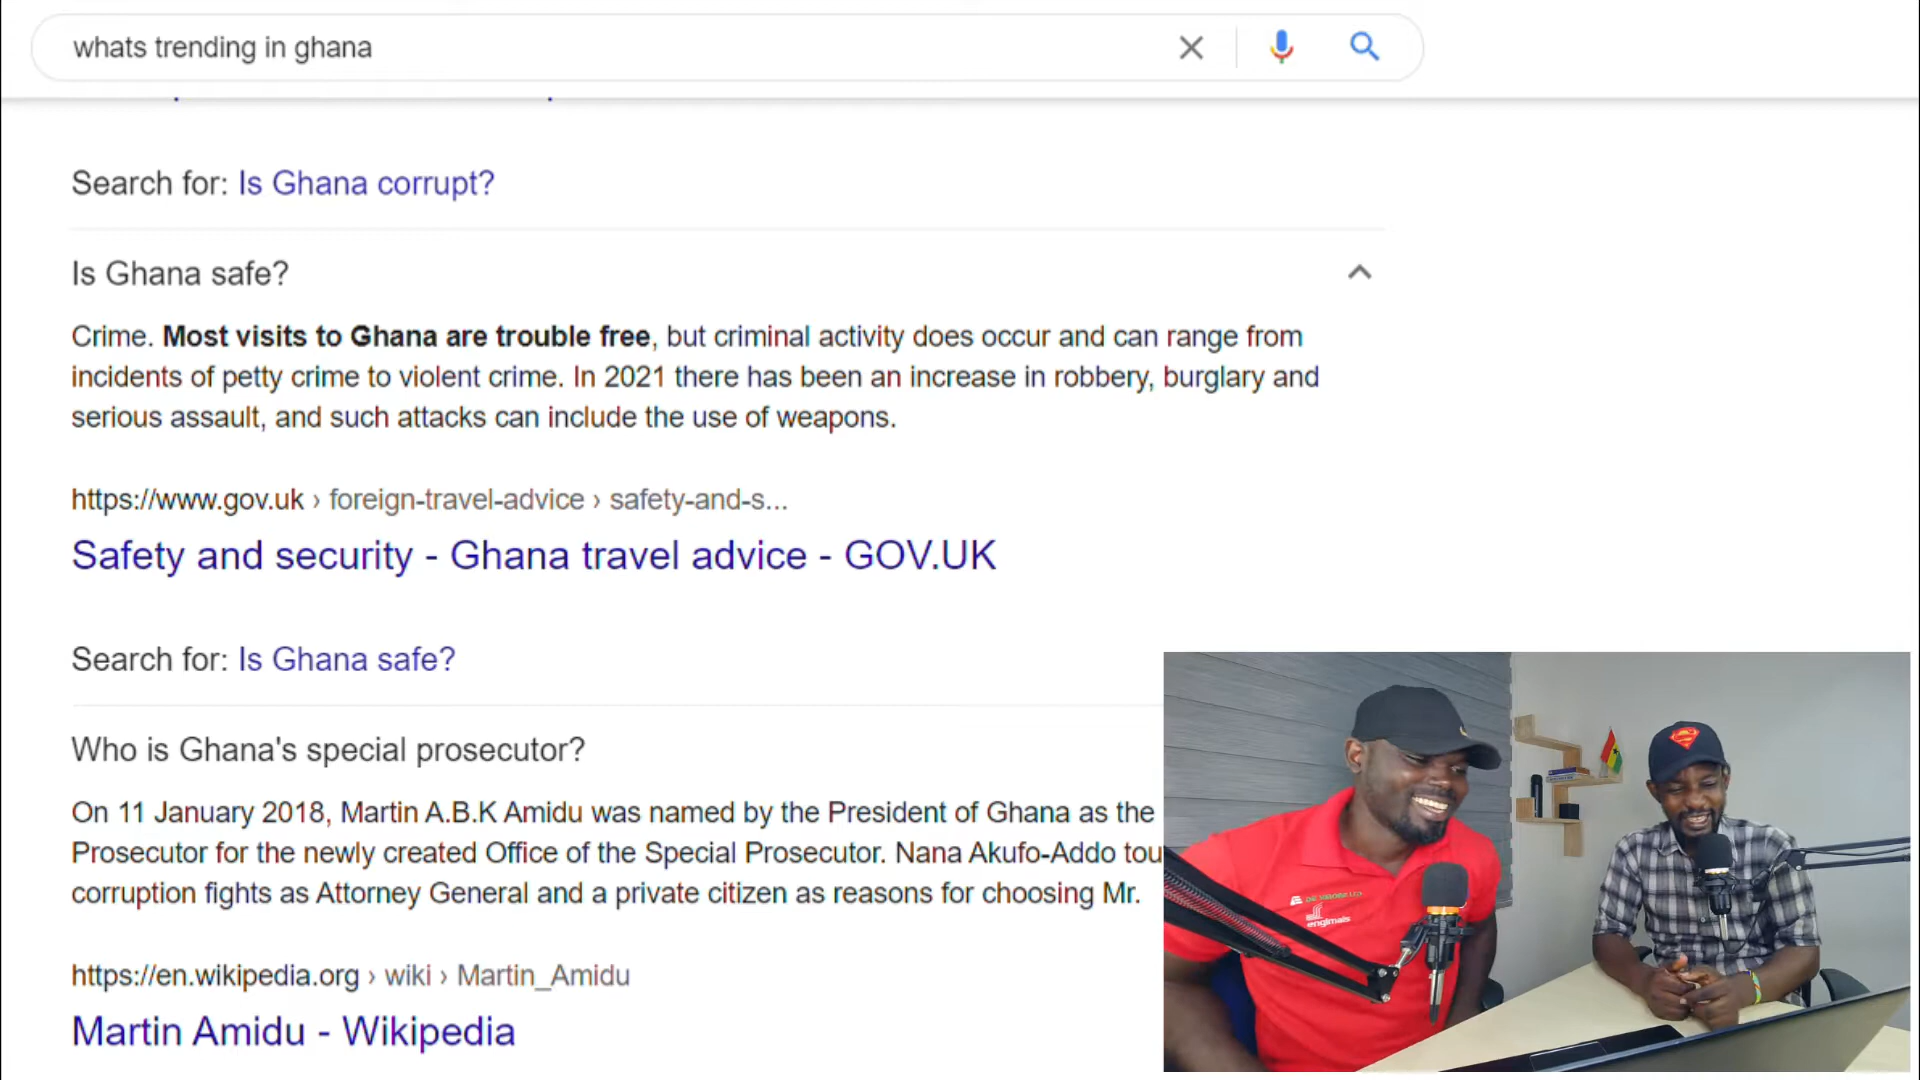 whats trending in ghana
Search for: Is Ghana corrupt?
Is Ghana safe?
Crime. Most visits to Ghana are trouble free, but criminal activity does occur and can range from
incidents of petty crime to violent crime. In 2021 there has been an increase in robbery, burglary and
serious assault, and such attacks can include the use of weapons.
https://www.gov.uk › foreign-travel-advice › safety-and-s...
Safety and security - Ghana travel advice - GOV.UK
Search for: Is Ghana safe?
Who is Ghana's special prosecutor?
On 11 January 2018, Martin A.B.K Amidu was named by the President of Ghana as the
Prosecutor for the newly created Office of the Special Prosecutor. Nana Akufo-Addo tou
corruption fights as Attorney General and a private citizen as reasons for choosing Mr.
https://en.wikipedia.org › wiki › Martin_Amidu
Martin Amidu - Wikipedia
engimais